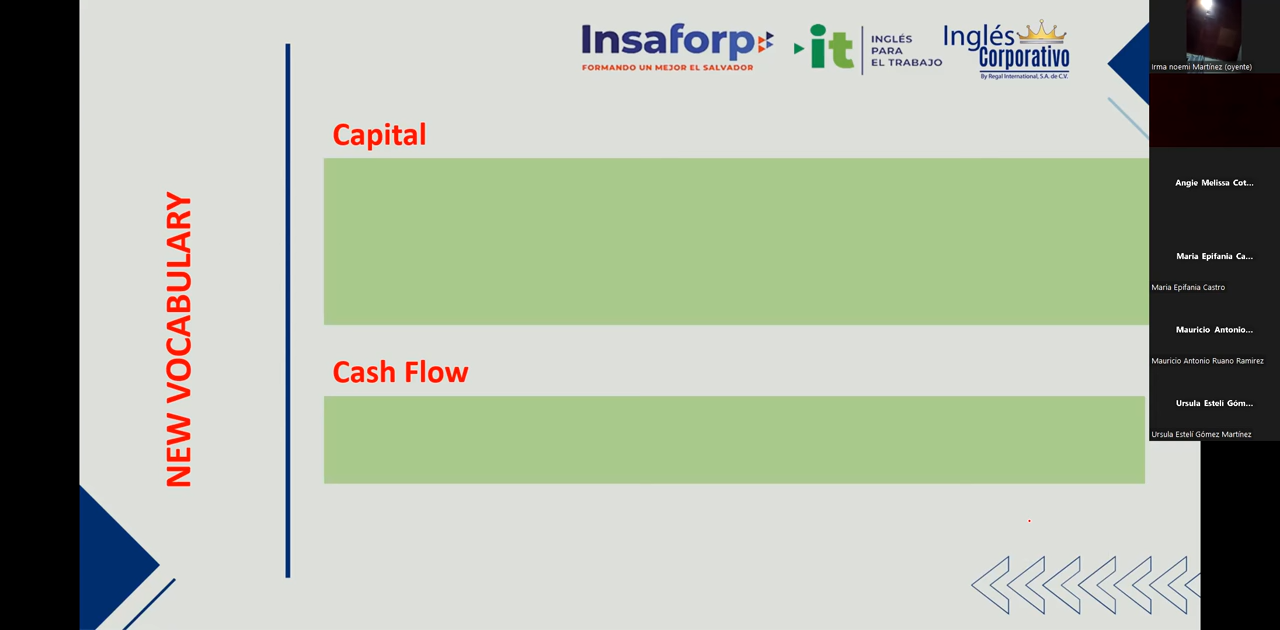 Insaforp
FORMANDO UN MEJOR EL SALVADOR
it
INGLÉS
PARA
EL TRABAJO
Inglés
Corporativo
By Regal International, S.A. de C.V.
NEW VOCABULARY
Capital
Cash Flow
Irma noemi Martínez (oyente)
Angie Melissa Cot...
Maria Epifania Ca...
Maria Epifania Castro
Mauricio Antonio...
Mauricio Antonio Ruano Ramirez
Ursula Estelí Góm...
Ursula Estelí Gómez Martínez